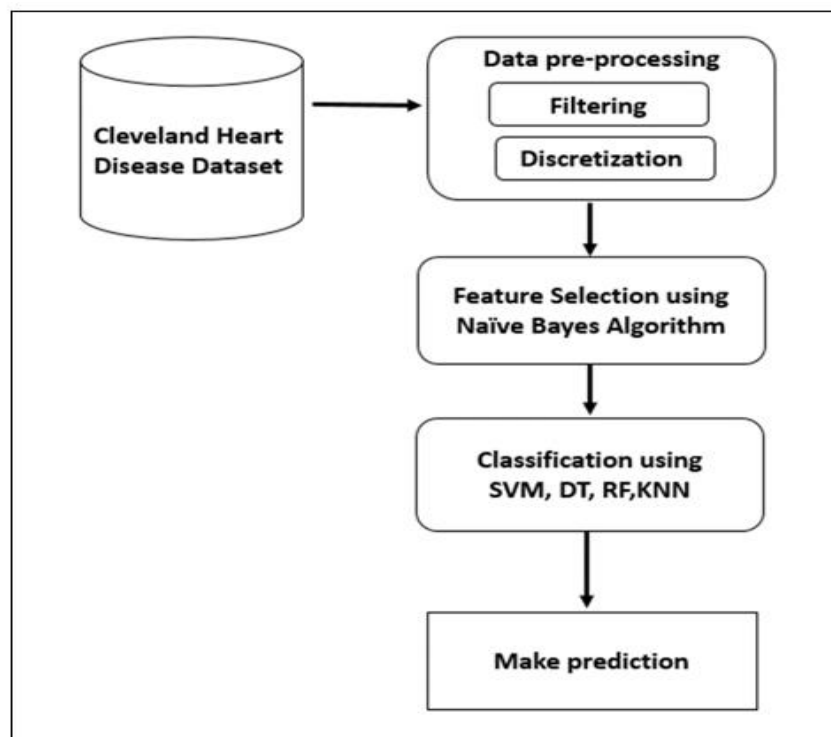 Cleveland Heart
Disease Dataset
Data pre-processing
Filtering
Discretization
Feature Selection using
Naïve Bayes Algorithm
Classification using
SVM, DT, RF,KNN
Make prediction